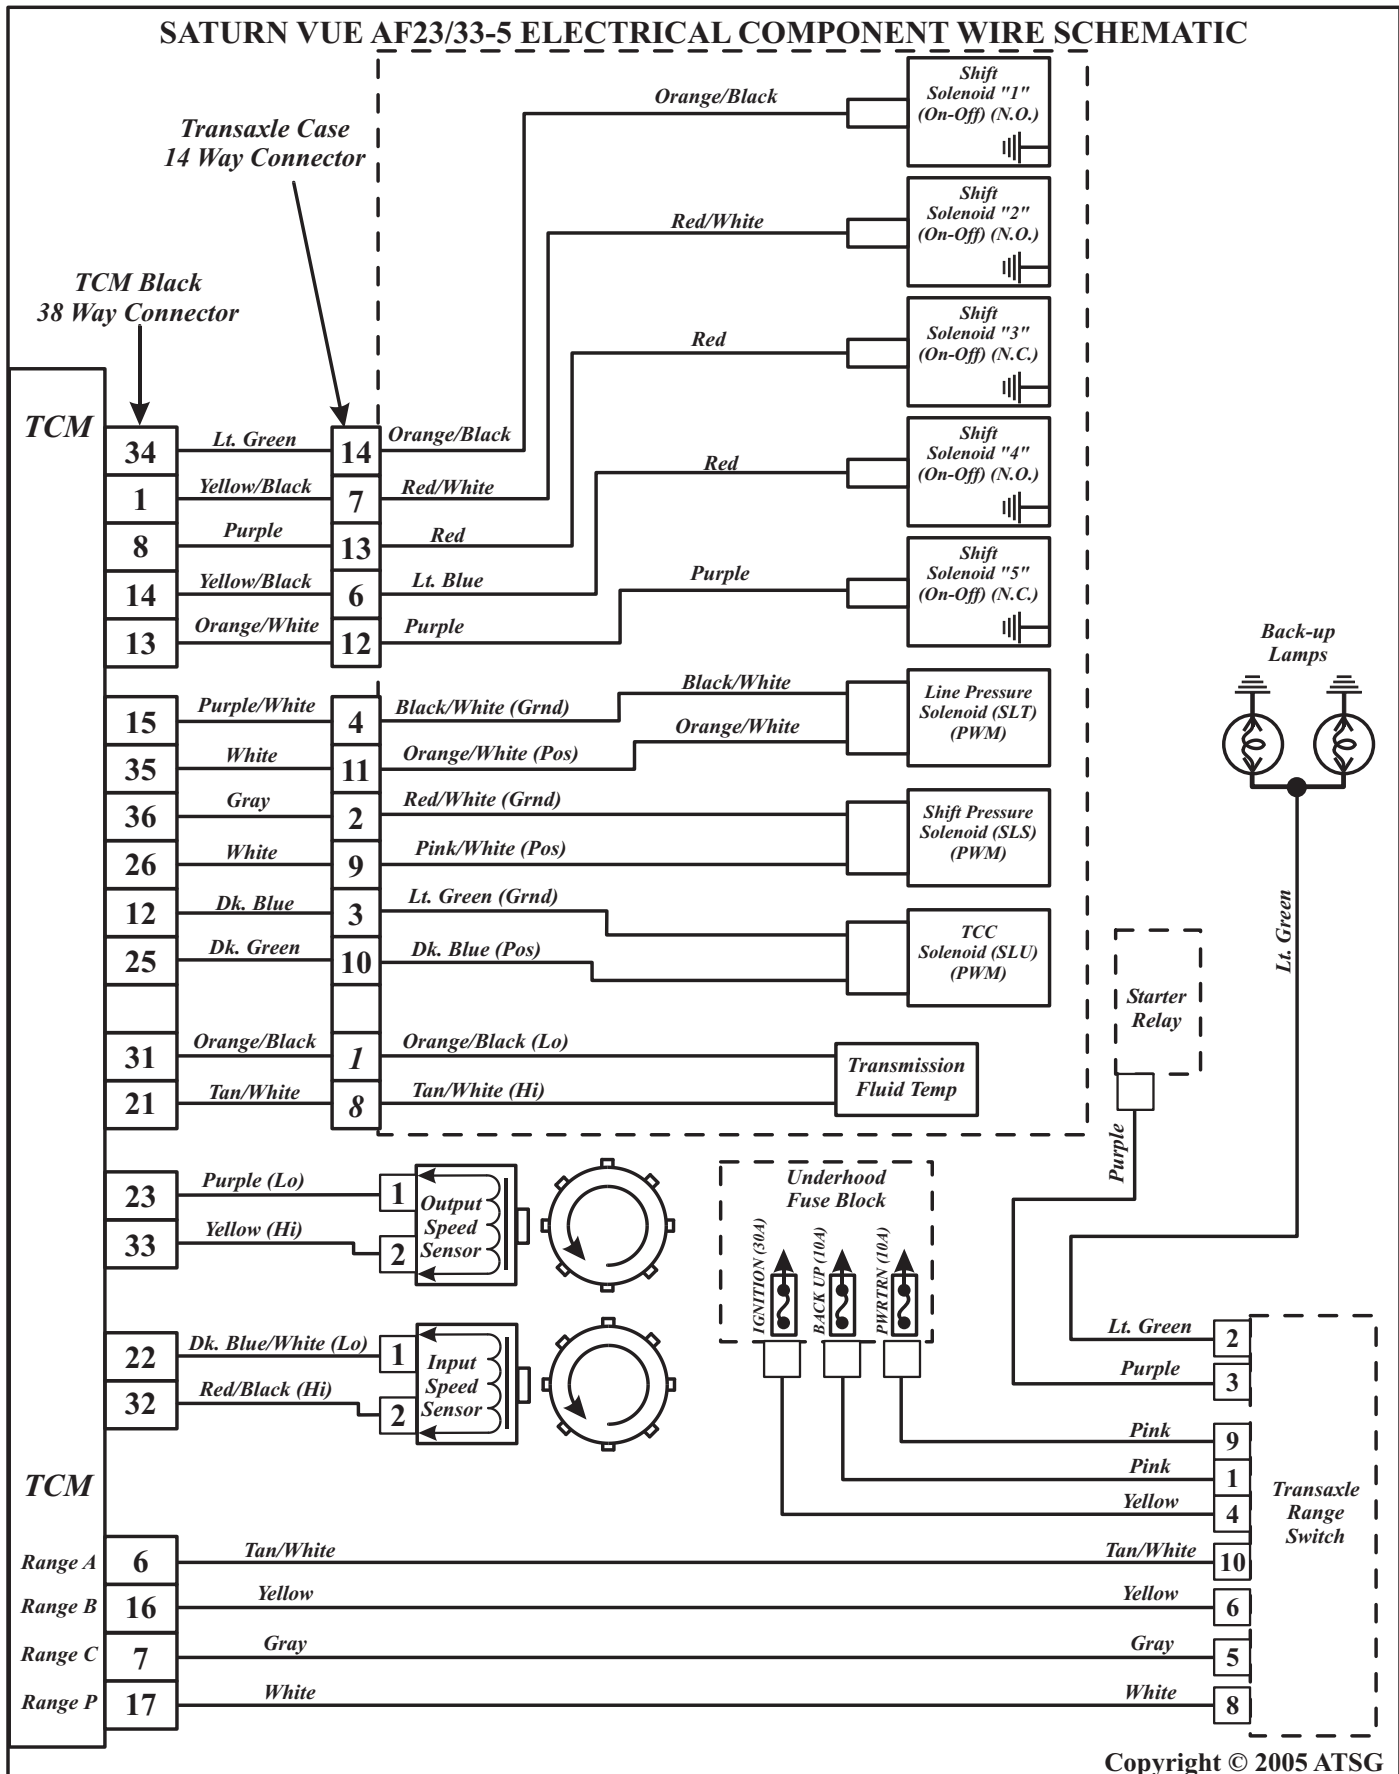 SATURN VUE AF23/33-5 ELECTRICAL COMPONENT WIRE SCHEMATIC
Transaxle Case
14 Way Connector
TCM Black
38 Way Connector
TCM
34
Lt. Green
14
Orange/Black
Orange/Black
Shift
Solenoid "1"
(On-Off) (N.O.)
1
Yellow/Black
7
Red/White
Red/White
Shift
Solenoid "2"
(On-Off) (N.O.)
8
Purple
13
Red
Red
Shift
Solenoid "3"
(On-Off) (N.C.)
14
Yellow/Black
6
Lt. Blue
Red
Shift
Solenoid "4"
(On-Off) (N.O.)
13
Orange/White
12
Purple
Purple
Shift
Solenoid "5"
(On-Off) (N.C.)
15
Purple/White
4
Black/White (Grnd)
Black/White
35
White
11
Orange/White (Pos)
Orange/White
Line Pressure
Solenoid (SLT)
(PWM)
36
Gray
2
Red/White (Grnd)
26
White
9
Pink/White (Pos)
Shift Pressure
Solenoid (SLS)
(PWM)
12
Dk. Blue
3
Lt. Green (Grnd)
25
Dk. Green
10
Dk. Blue (Pos)
TCC
Solenoid (SLU)
(PWM)
31
Orange/Black
1
Orange/Black (Lo)
21
Tan/White
8
Tan/White (Hi)
Transmission
Fluid Temp
Back-up
Lamps
Lt. Green
Starter
Relay
Purple
23
Purple (Lo)
1
33
Yellow (Hi)
2
Output
Speed
Sensor
22
Dk. Blue/White (Lo)
1
32
Red/Black (Hi)
2
Input
Speed
Sensor
Underhood
Fuse Block
IGNITION (30A)
BACK UP (10A)
PWRTRN (10A)
Lt. Green
2
Purple
3
Pink
9
Pink
1
Yellow
4
Transaxle
Range
Switch
TCM
Range A
6
Tan/White
Tan/White
10
Range B
16
Yellow
Yellow
6
Range C
7
Gray
Gray
5
Range P
17
White
White
8
Copyright © 2005 ATSG